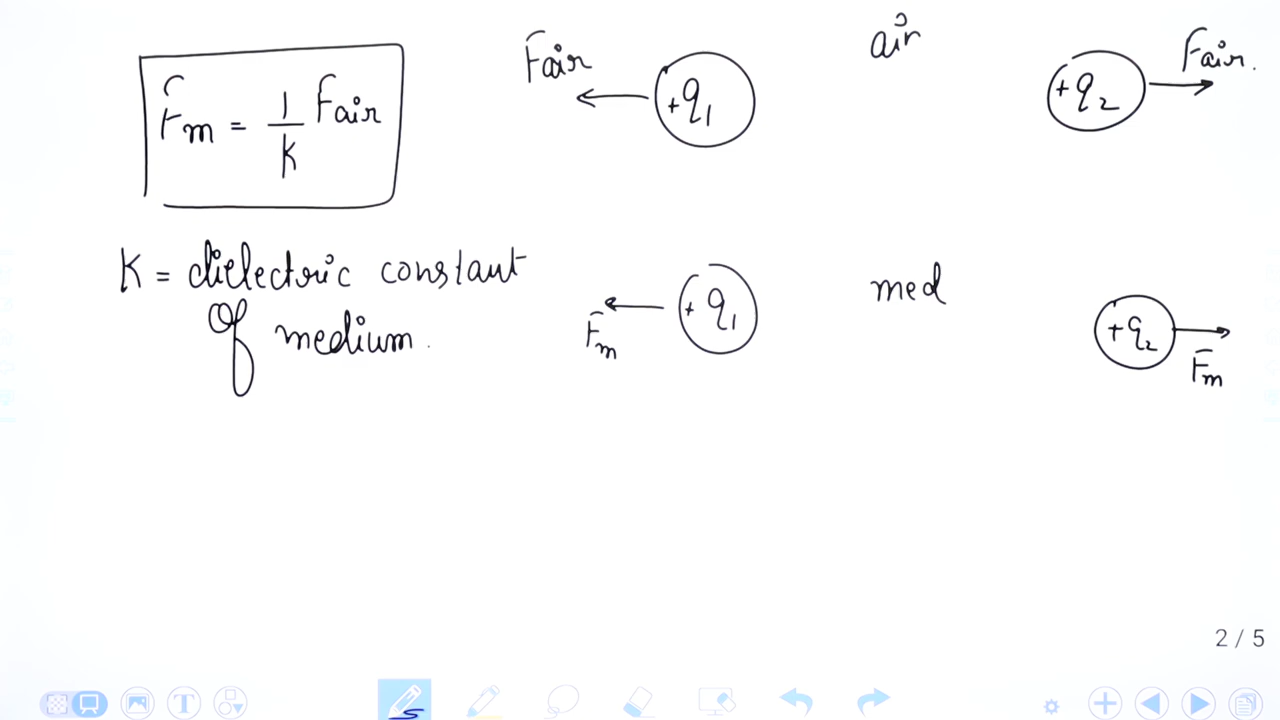 Fm = 1/K Fair
K = dielectric constant
Of medium.
Fair +q1 air +q2 Fair.
Fm +q1 med +q2 Fm
2 / 5
T